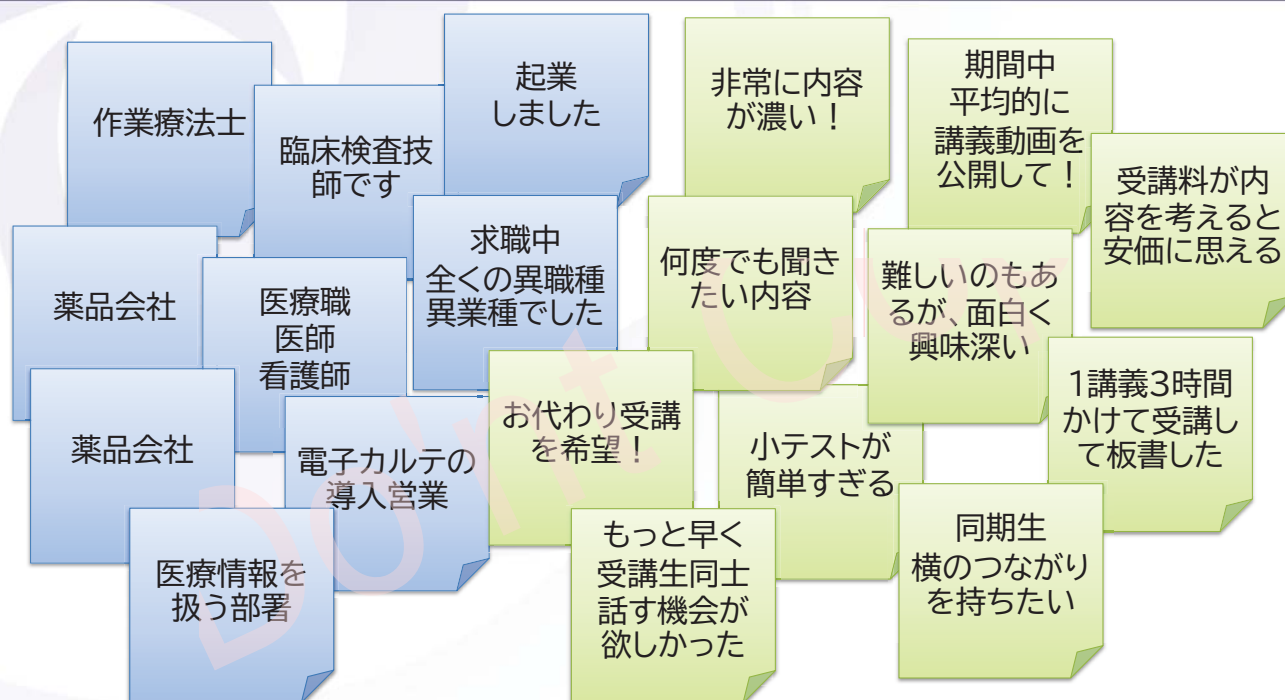 作業療法士
臨床検査技
師です
起業
しました
薬品会社
医療職
医師
看護師
求職中
全くの異職種
異業種でした
薬品会社
電子カルテの
導入営業
医療情報を
扱う部署
非常に内容
が濃い！
期間中
平均的に
講義動画を
公開して！
受講料が内
容を考えると
安価に思える
何度でも聞き
たい内容
難しいのもあ
るが、面白く
興味深い
お代わり受講
を希望！
小テストが
簡単すぎる
1講義3時間
かけて受講し
て板書した
もっと早く
受講生同士
話す機会が
欲しかった
同期生
横のつながり
を持ちたい
Do'nt Cuy